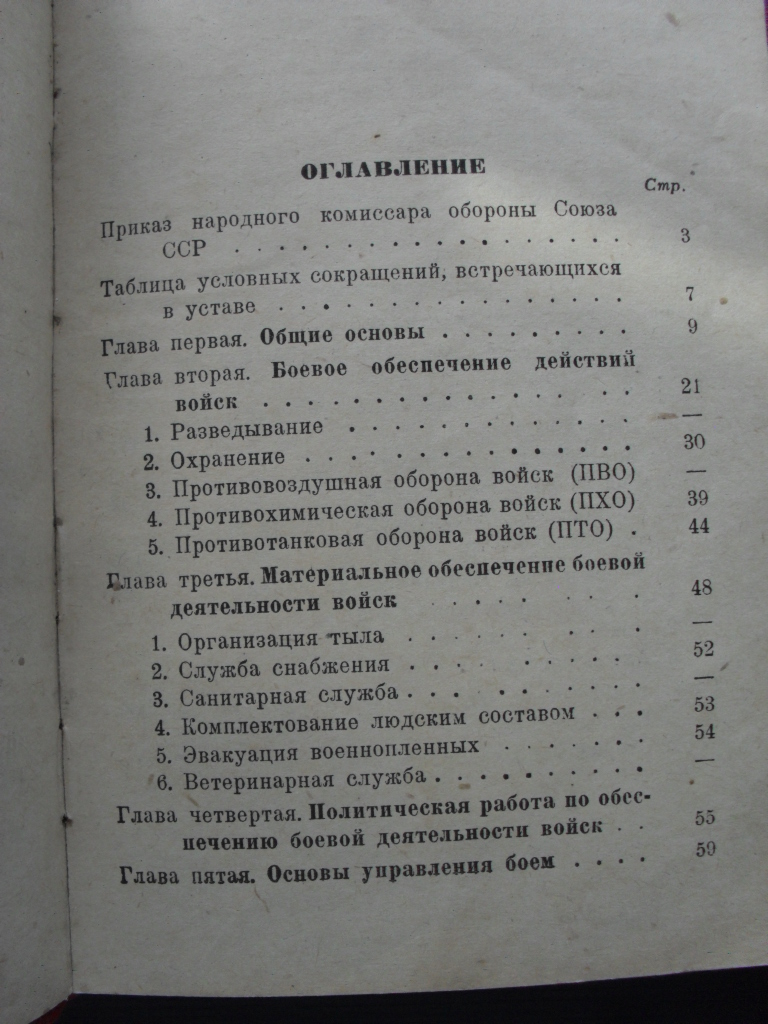 ОГЛАВЛЕНИЕ
Стр.
Приказ народного комиссара обороны Союза
ССР . . . . . . . . . . . . . . . . . 3
Таблица условных сокращений, встречающихся
в уставе . . . . . . . . . . . . . . . 7
Глава первая. Общие основы . . . . . . . . . 9
Глава вторая. Боевое обеспечение действий
войск . . . . . . . . . . . . . . . . 21
1. Разведывание . . . . . . . . . . . . . —
2. Охранение . . . . . . . . . . . . . . 30
3. Противовоздушная оборона войск (ПВО) —
4. Противохимическая оборона войск (ПХО) 39
5. Противотанковая оборона войск (ПТО) . 44
Глава третья. Материальное обеспечение боевой
деятельности войск . . . . . . . . 48
1. Организация тыла . . . . . . . . . —
2. Служба снабжения . . . . . . . . . 52
3. Санитарная служба . . . . . . . . . . —
4. Комплектование людским составом . . . 53
5. Эвакуация военнопленных . . . . . . . 54
6. Ветеринарная служба . . . . . . . . . —
Глава четвертая. Политическая работа по обес-
печению боевой деятельности войск . . 55
Глава пятая. Основы управления боем . . . . 59